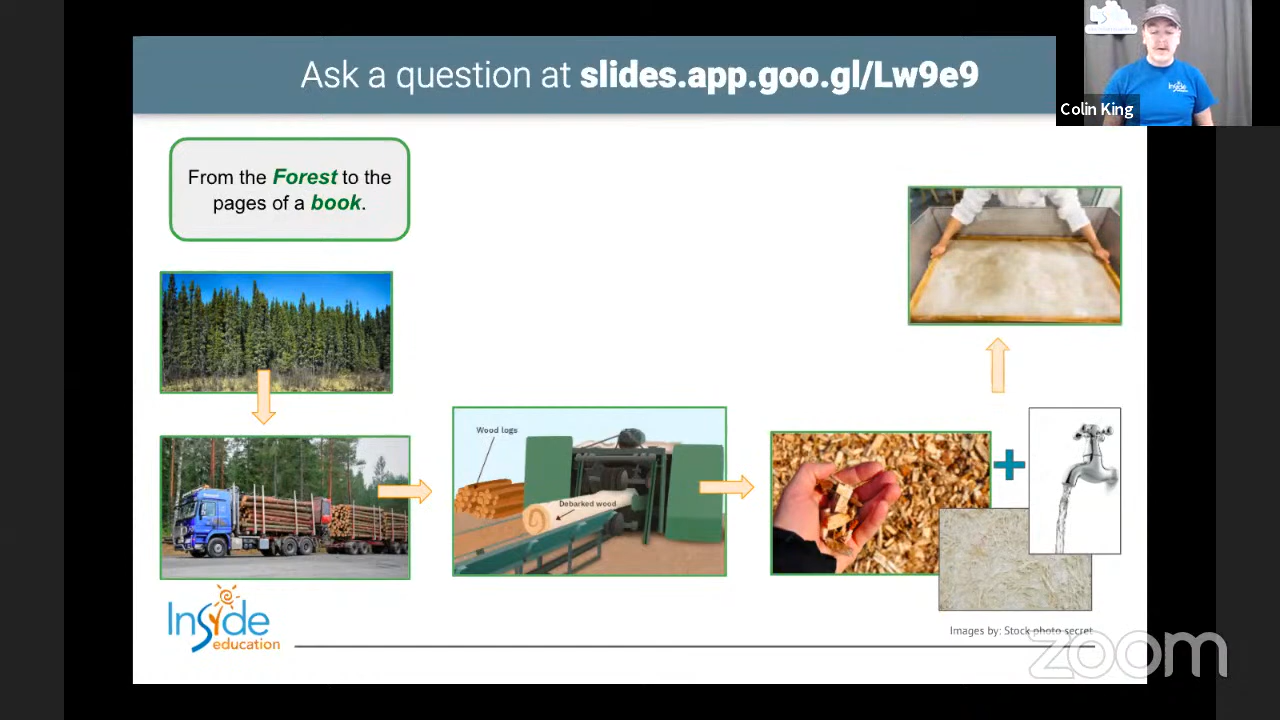 Ask a question at slides.app.goo.gl/Lw9e9
Colin King
From the Forest to the
pages of a book.
Wood logs
Debarked wood
Inside
education
Images by: Stock photo secret
zoom